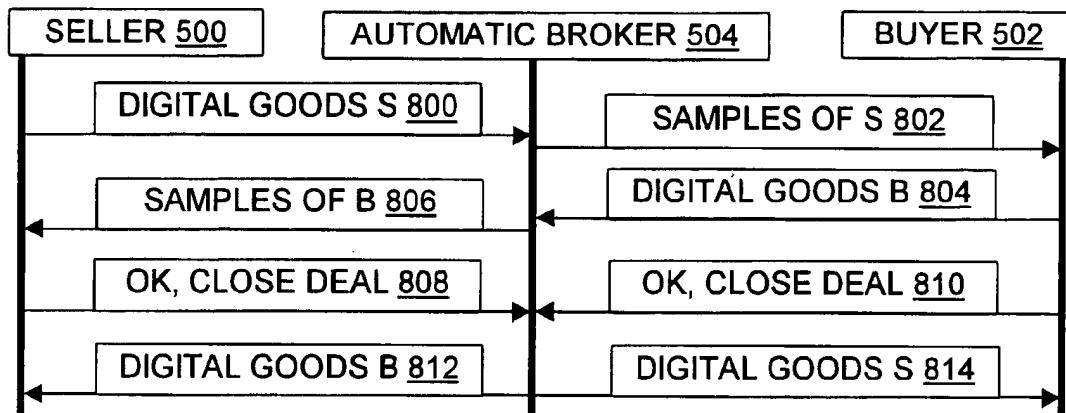 SELLER 500
AUTOMATIC BROKER 504
BUYER 502
DIGITAL GOODS S 800
SAMPLES OF S 802
SAMPLES OF B 806
DIGITAL GOODS B 804
OK, CLOSE DEAL 808
OK, CLOSE DEAL 810
DIGITAL GOODS B 812
DIGITAL GOODS S 814